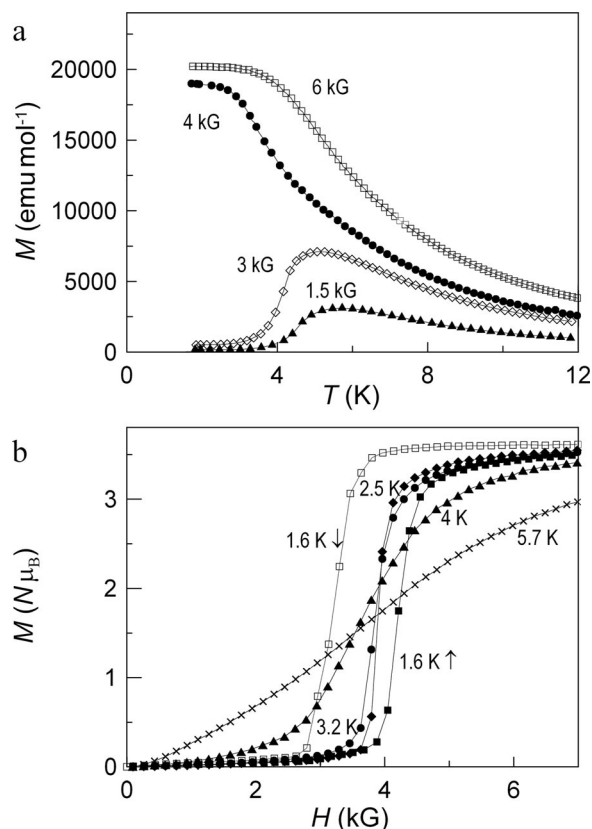 a
20000
15000
10000
5000
0
M (emu mol⁻¹)
6 kG
4 kG
3 kG
1.5 kG
0 4 8 12
T (K)
b
3
2
1
0
M (NμB)
2.5 K
1.6 K ↓
4 K
5.7 K
1.6 K ↑
3.2 K
0 2 4 6
H (kG)